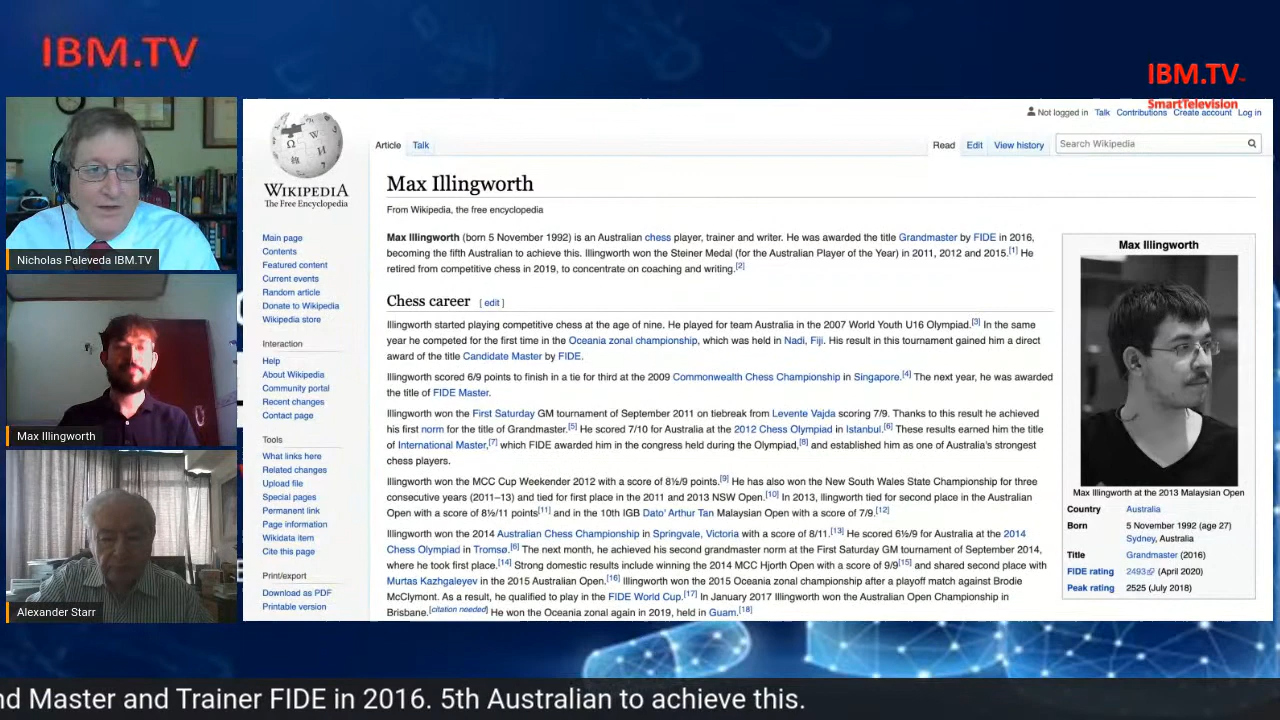 IBM.TV
IBM.TV
SmartTelevision
Nicholas Paleveda IBM.TV
Max Illingworth
Alexander Starr
WIKIPEDIA
The Free Encyclopedia
Main page
Contents
Featured content
Current events
Random article
Donate to Wikipedia
Wikipedia store
Interaction
Help
About Wikipedia
Community portal
Recent changes
Contact page
Tools
What links here
Related changes
Upload file
Special pages
Permanent link
Page information
Wikidata item
Cite this page
Print/export
Download as PDF
Printable version
Not logged in Talk Contributions Create account Log in
Article Talk Read Edit View history Search Wikipedia
Max Illingworth
From Wikipedia, the free encyclopedia
Max Illingworth (born 5 November 1992) is an Australian chess player, trainer and writer. He was awarded the title Grandmaster by FIDE in 2016,
becoming the fifth Australian to achieve this. Illingworth won the Steiner Medal (for the Australian Player of the Year) in 2011, 2012 and 2015.[1] He
retired from competitive chess in 2019, to concentrate on coaching and writing.[2]
Chess career [ edit ]
Illingworth started playing competitive chess at the age of nine. He played for team Australia in the 2007 World Youth U16 Olympiad.[3] In the same
year he competed for the first time in the Oceania zonal championship, which was held in Nadi, Fiji. His result in this tournament gained him a direct
award of the title Candidate Master by FIDE.
Illingworth scored 6/9 points to finish in a tie for third at the 2009 Commonwealth Chess Championship in Singapore.[4] The next year, he was awarded
the title of FIDE Master.
Illingworth won the First Saturday GM tournament of September 2011 on tiebreak from Levente Vajda scoring 7/9. Thanks to this result he achieved
his first norm for the title of Grandmaster.[5] He scored 7/10 for Australia at the 2012 Chess Olympiad in Istanbul.[6] These results earned him the title
of International Master,[7] which FIDE awarded him in the congress held during the Olympiad,[8] and established him as one of Australia's strongest
chess players.
Illingworth won the MCC Cup Weekender 2012 with a score of 8½/9 points.[9] He has also won the New South Wales State Championship for three
consecutive years (2011–13) and tied for first place in the 2011 and 2013 NSW Open.[10] In 2013, Ilingworth tied for second place in the Australian
Open with a score of 8½/11 points[11] and in the 10th IGB Dato' Arthur Tan Malaysian Open with a score of 7/9.[12]
Illingworth won the 2014 Australian Chess Championship in Springvale, Victoria with a score of 8/11.[13] He scored 6½/9 for Australia at the 2014
Chess Olympiad in Tromsø.[6] The next month, he achieved his second grandmaster norm at the First Saturday GM tournament of September 2014,
where he took first place.[14] Strong domestic results include winning the 2014 MCC Hjorth Open with a score of 9/9[15] and shared second place with
Murtas Kazhgaleyev in the 2015 Australian Open.[16] Illingworth won the 2015 Oceania zonal championship after a playoff match against Brodie
McClymont. As a result, he qualified to play in the FIDE World Cup.[17] In January 2017 Illingworth won the Australian Open Championship in
Brisbane.[citation needed] He won the Oceania zonal again in 2019, held in Guam.[18]
Max Illingworth
Max Illingworth at the 2013 Malaysian Open
Country Australia
Born 5 November 1992 (age 27)
Sydney, Australia
Title Grandmaster (2016)
FIDE rating 2493 (April 2020)
Peak rating 2525 (July 2018)
nd Master and Trainer FIDE in 2016. 5th Australian to achieve this.